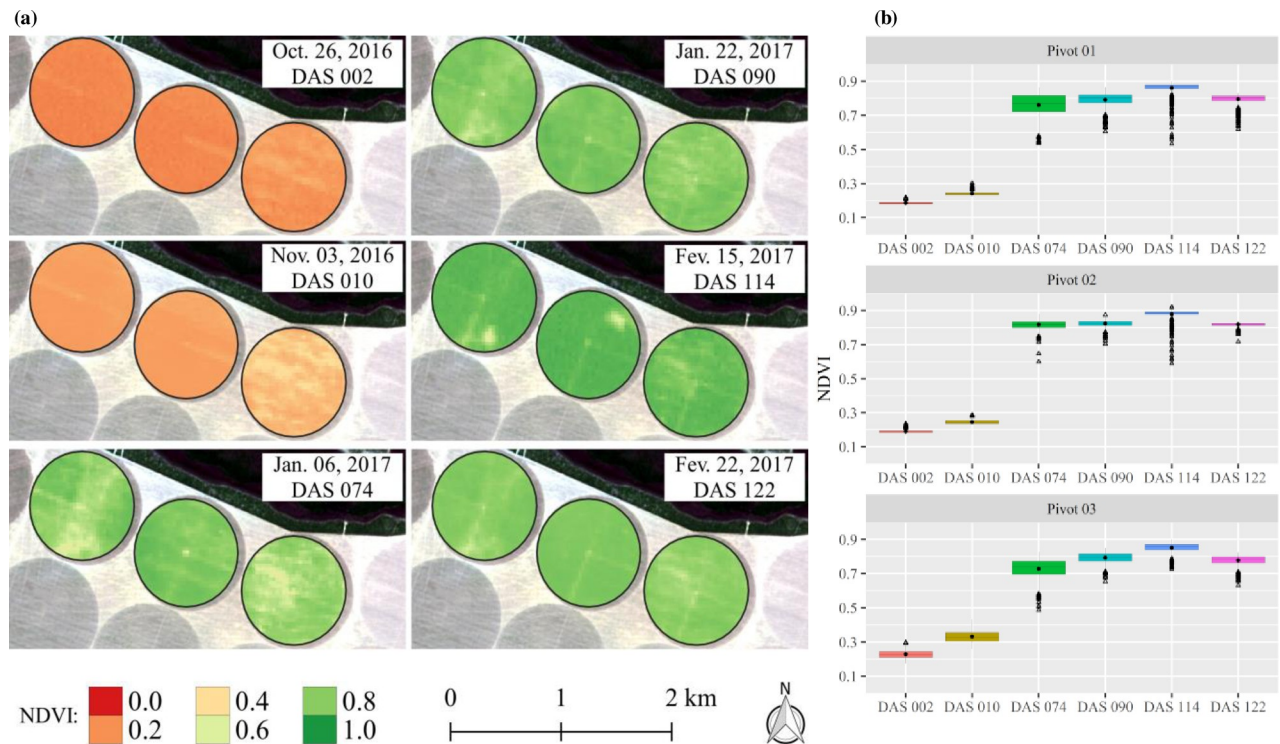 (a)
Oct. 26, 2016
DAS 002
Jan. 22, 2017
DAS 090
Nov. 03, 2016
DAS 010
Fev. 15, 2017
DAS 114
Jan. 06, 2017
DAS 074
Fev. 22, 2017
DAS 122
NDVI:
0.0
0.2
0.4
0.6
0.8
1.0
0 1 2 km
N
(b)
NDVI
Pivot 01
0.9
0.7
0.5
0.3
0.1
DAS 002 DAS 010 DAS 074 DAS 090 DAS 114 DAS 122
Pivot 02
0.9
0.7
0.5
0.3
0.1
DAS 002 DAS 010 DAS 074 DAS 090 DAS 114 DAS 122
Pivot 03
0.9
0.7
0.5
0.3
0.1
DAS 002 DAS 010 DAS 074 DAS 090 DAS 114 DAS 122